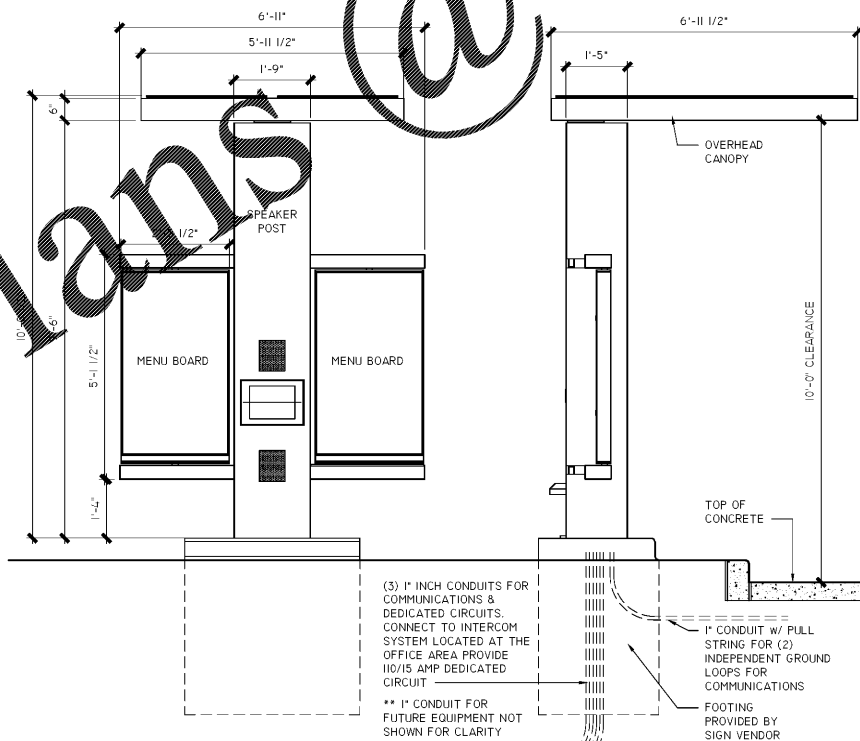 6'-11"
5'-11 1/2"
1'-9"
6'-11 1/2"
1'-5"
6"
OVERHEAD
CANOPY
lans @
SPEAKER
POST
1/2"
10'-
-6"
5'-1 1/2"
MENU BOARD
MENU BOARD
10'-0" CLEARANCE
1'-4"
TOP OF
CONCRETE
(3) 1" INCH CONDUITS FOR
COMMUNICATIONS &
DEDICATED CIRCUITS.
CONNECT TO INTERCOM
SYSTEM LOCATED AT THE
OFFICE AREA PROVIDE
110/15 AMP DEDICATED
CIRCUIT
** 1" CONDUIT FOR
FUTURE EQUIPMENT NOT
SHOWN FOR CLARITY
1" CONDUIT w/ PULL
STRING FOR (2)
INDEPENDENT GROUND
LOOPS FOR
COMMUNICATIONS
FOOTING
PROVIDED BY
SIGN VENDOR